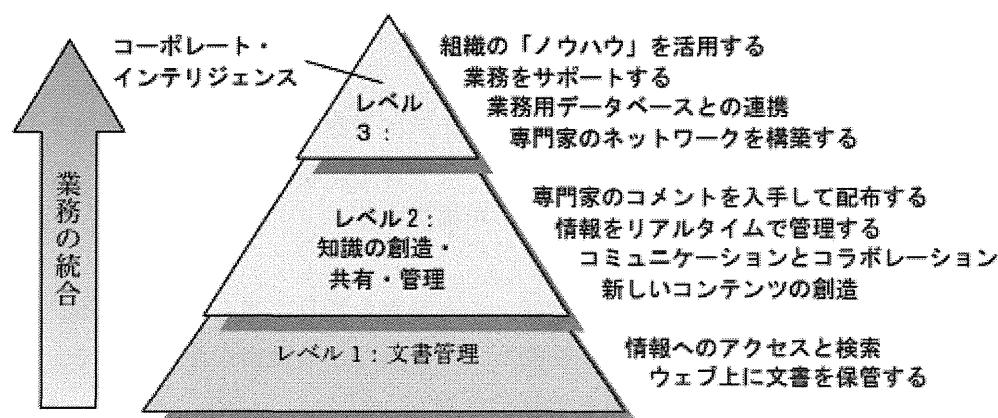 コーポレート・
インテリジェンス
レベル
3：
組織の「ノウハウ」を活用する
業務をサポートする
業務用データベースとの連携
専門家のネットワークを構築する
業務の統合
レベル2：
知識の創造・
共有・管理
専門家のコメントを入手して配布する
情報をリアルタイムで管理する
コミュニケーションとコラボレーション
新しいコンテンツの創造
レベル1：文書管理
情報へのアクセスと検索
ウェブ上に文書を保管する